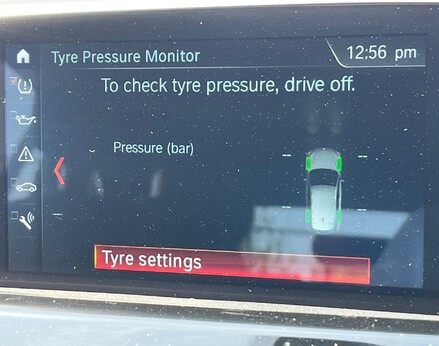 Tyre Pressure Monitor
12:56 pm
To check tyre pressure, drive off.
Pressure (bar)
-- --
-- --
Tyre settings